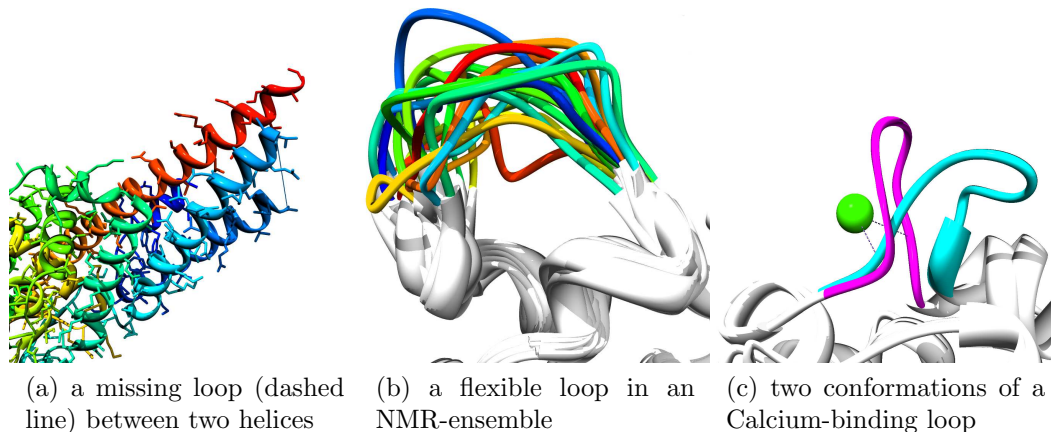 (a) a missing loop (dashed
line) between two helices
(b) a flexible loop in an
NMR-ensemble
(c) two conformations of a
Calcium-binding loop